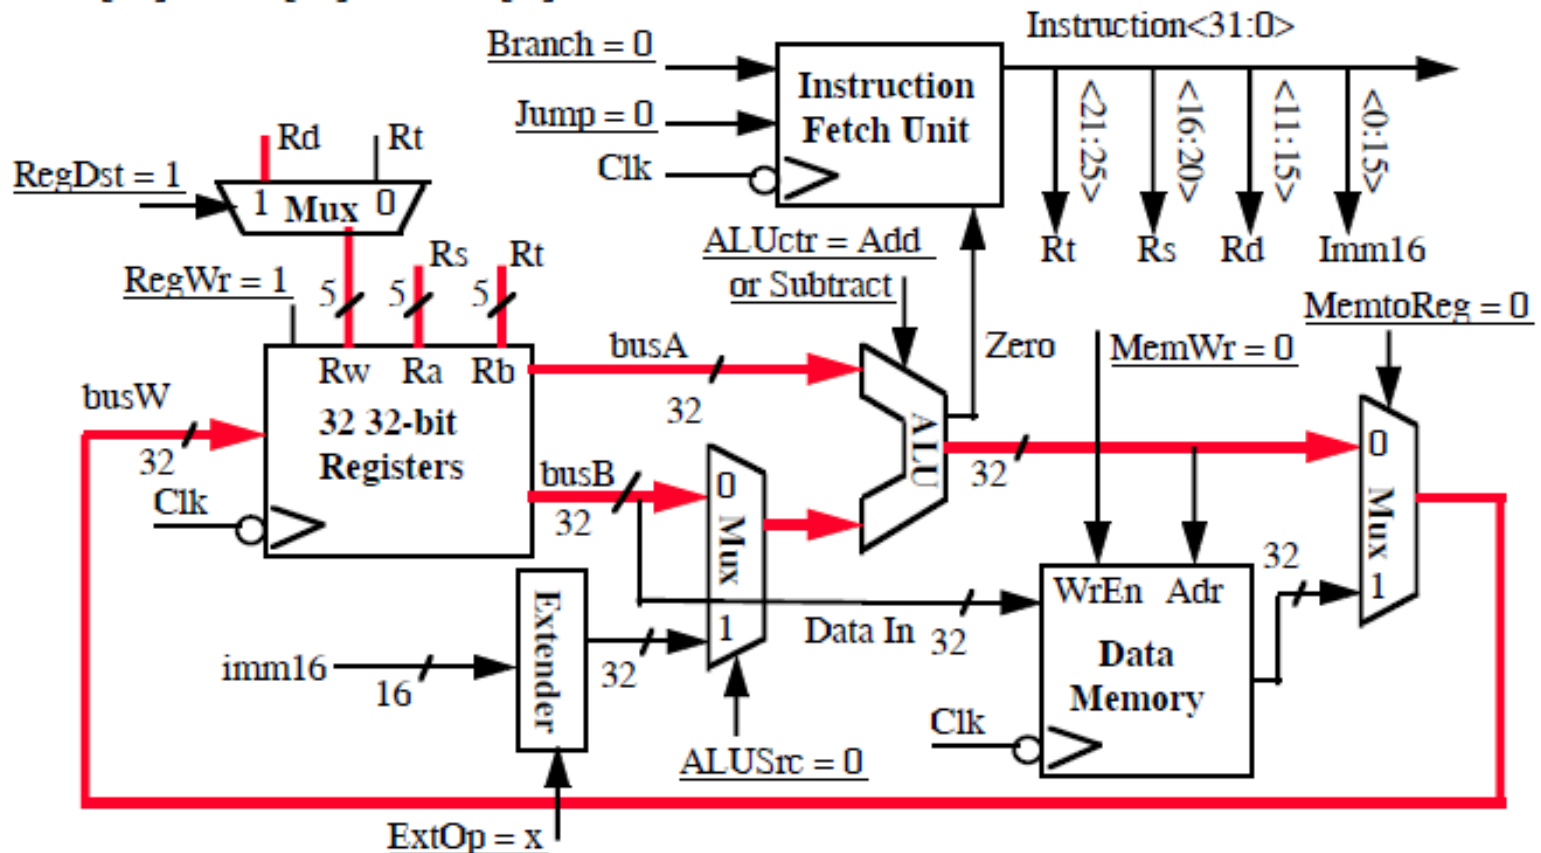 Instruction<31:0>
Branch = 0
Jump = 0
Clk
Instruction
Fetch Unit
<21:25>
<16:20>
<11:15>
<0:15>
Rt
Rs
Rd
Imm16
Rd
Rt
RegDst = 1
1 Mux 0
RegWr = 1
5
5
5
Rs
Rt
ALUctr = Add
or Subtract
Zero
MemWr = 0
MemtoReg = 0
busW
32
Rw Ra Rb
32 32-bit
Registers
Clk
busA
32
busB
32
0
Mux
1
ALU
32
0
Mux
1
imm16
16
Extender
32
Data In
32
WrEn Adr
Data
Memory
Clk
32
ALUSrc = 0
ExtOp = x